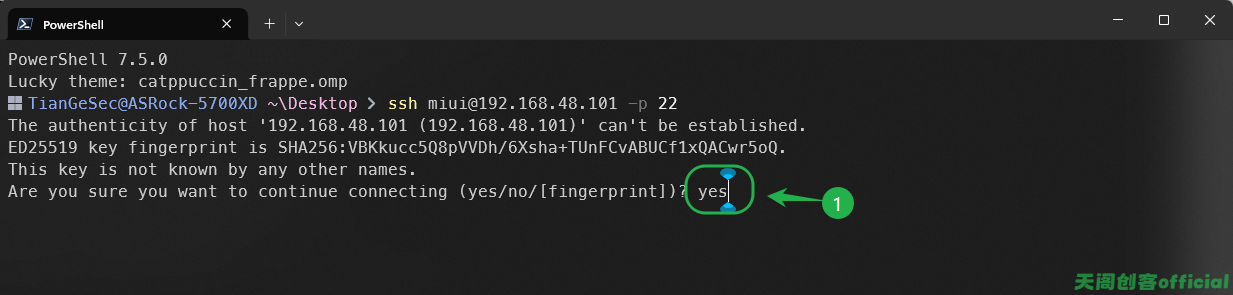 PowerShell
PowerShell 7.5.0
Lucky theme: catppuccin_frappe.omp
TianGeSec@ASRock-5700XD ~\Desktop ❯ ssh miui@192.168.48.101 -p 22
The authenticity of host '192.168.48.101 (192.168.48.101)' can't be established.
ED25519 key fingerprint is SHA256:VBKkucc5Q8pVVDh/6Xsha+TUnFCvABUCf1xQACwr5oQ.
This key is not known by any other names.
Are you sure you want to continue connecting (yes/no/[fingerprint])? yes
1
天阁创客official